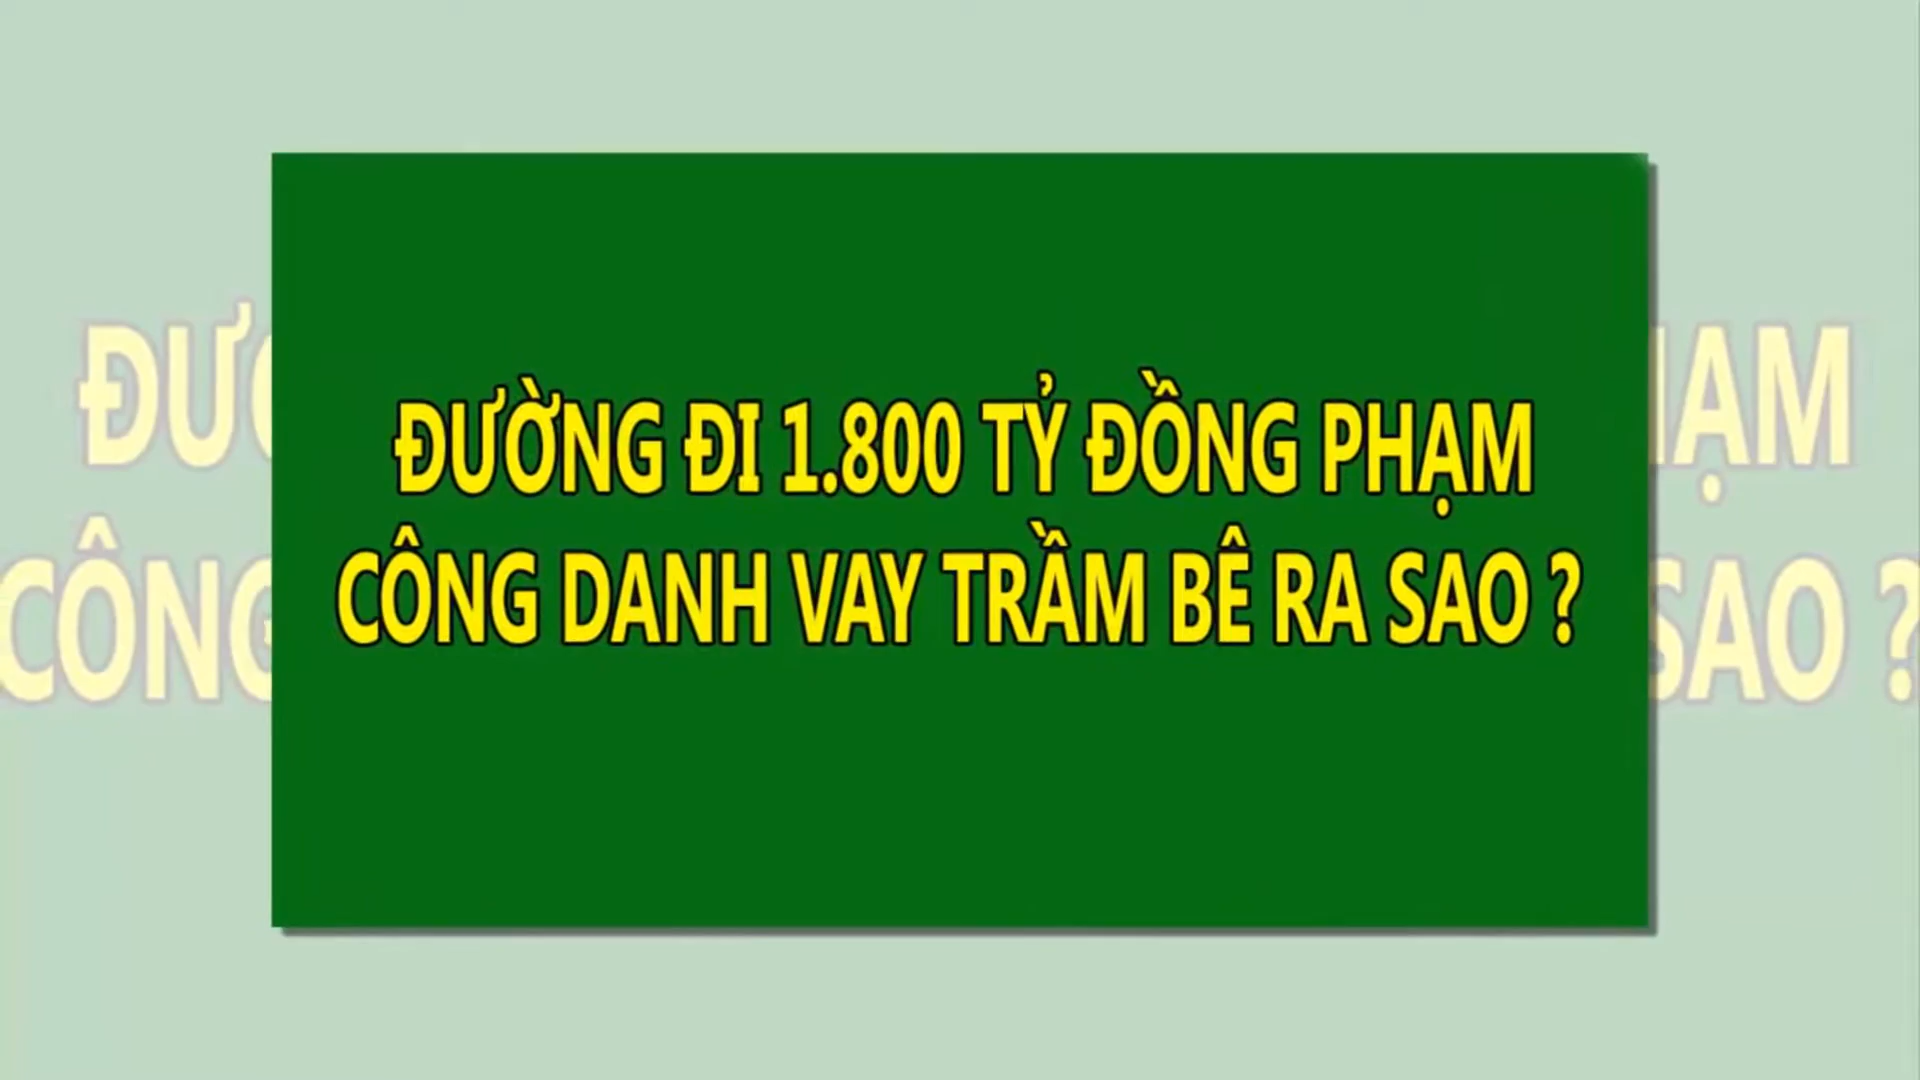 ĐƯỜNG ĐI 1.800 TỶ ĐỒNG PHẠM
CÔNG DANH VAY TRẦM BÊ RA SAO ?